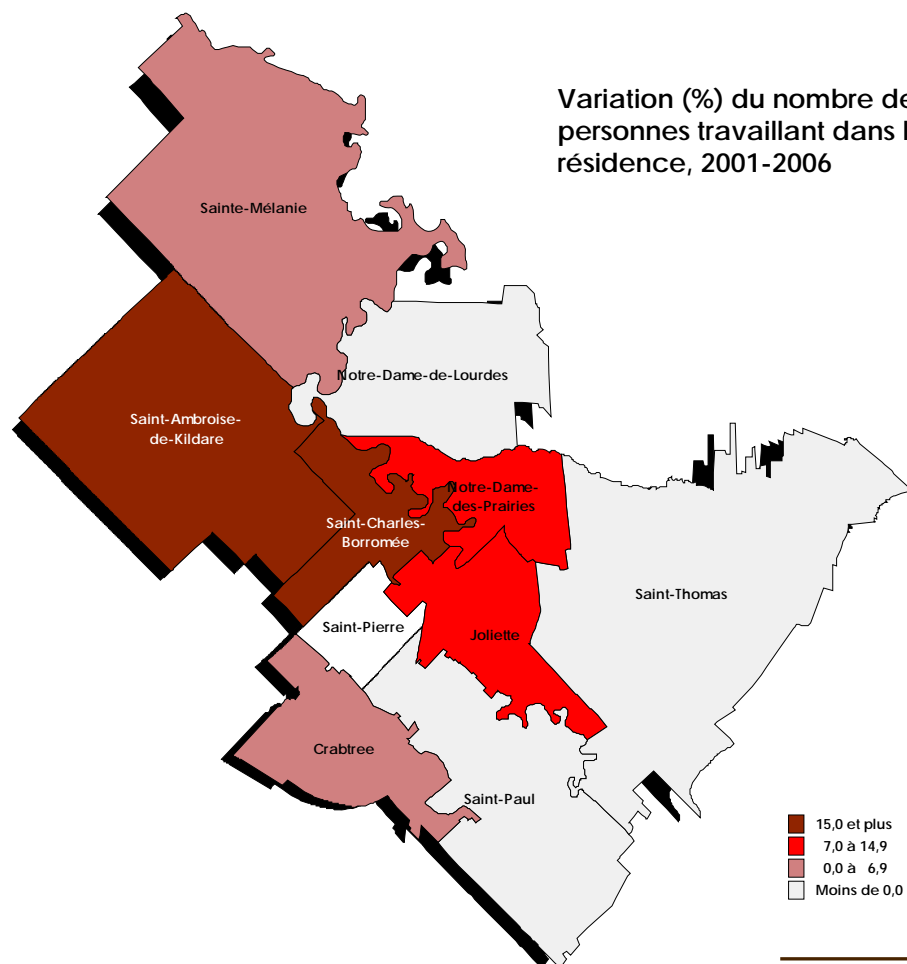 Variation (%) du nombre de
personnes travaillant dans l
résidence, 2001-2006
Sainte-Mélanie
Notre-Dame-de-Lourdes
Saint-Ambroise-
de-Kildare
Notre-Dame-
des-Prairies
Saint-Charles-
Borromée
Saint-Thomas
Saint-Pierre
Joliette
Crabtree
Saint-Paul
15,0 et plus
7,0 à 14,9
0,0 à 6,9
Moins de 0,0